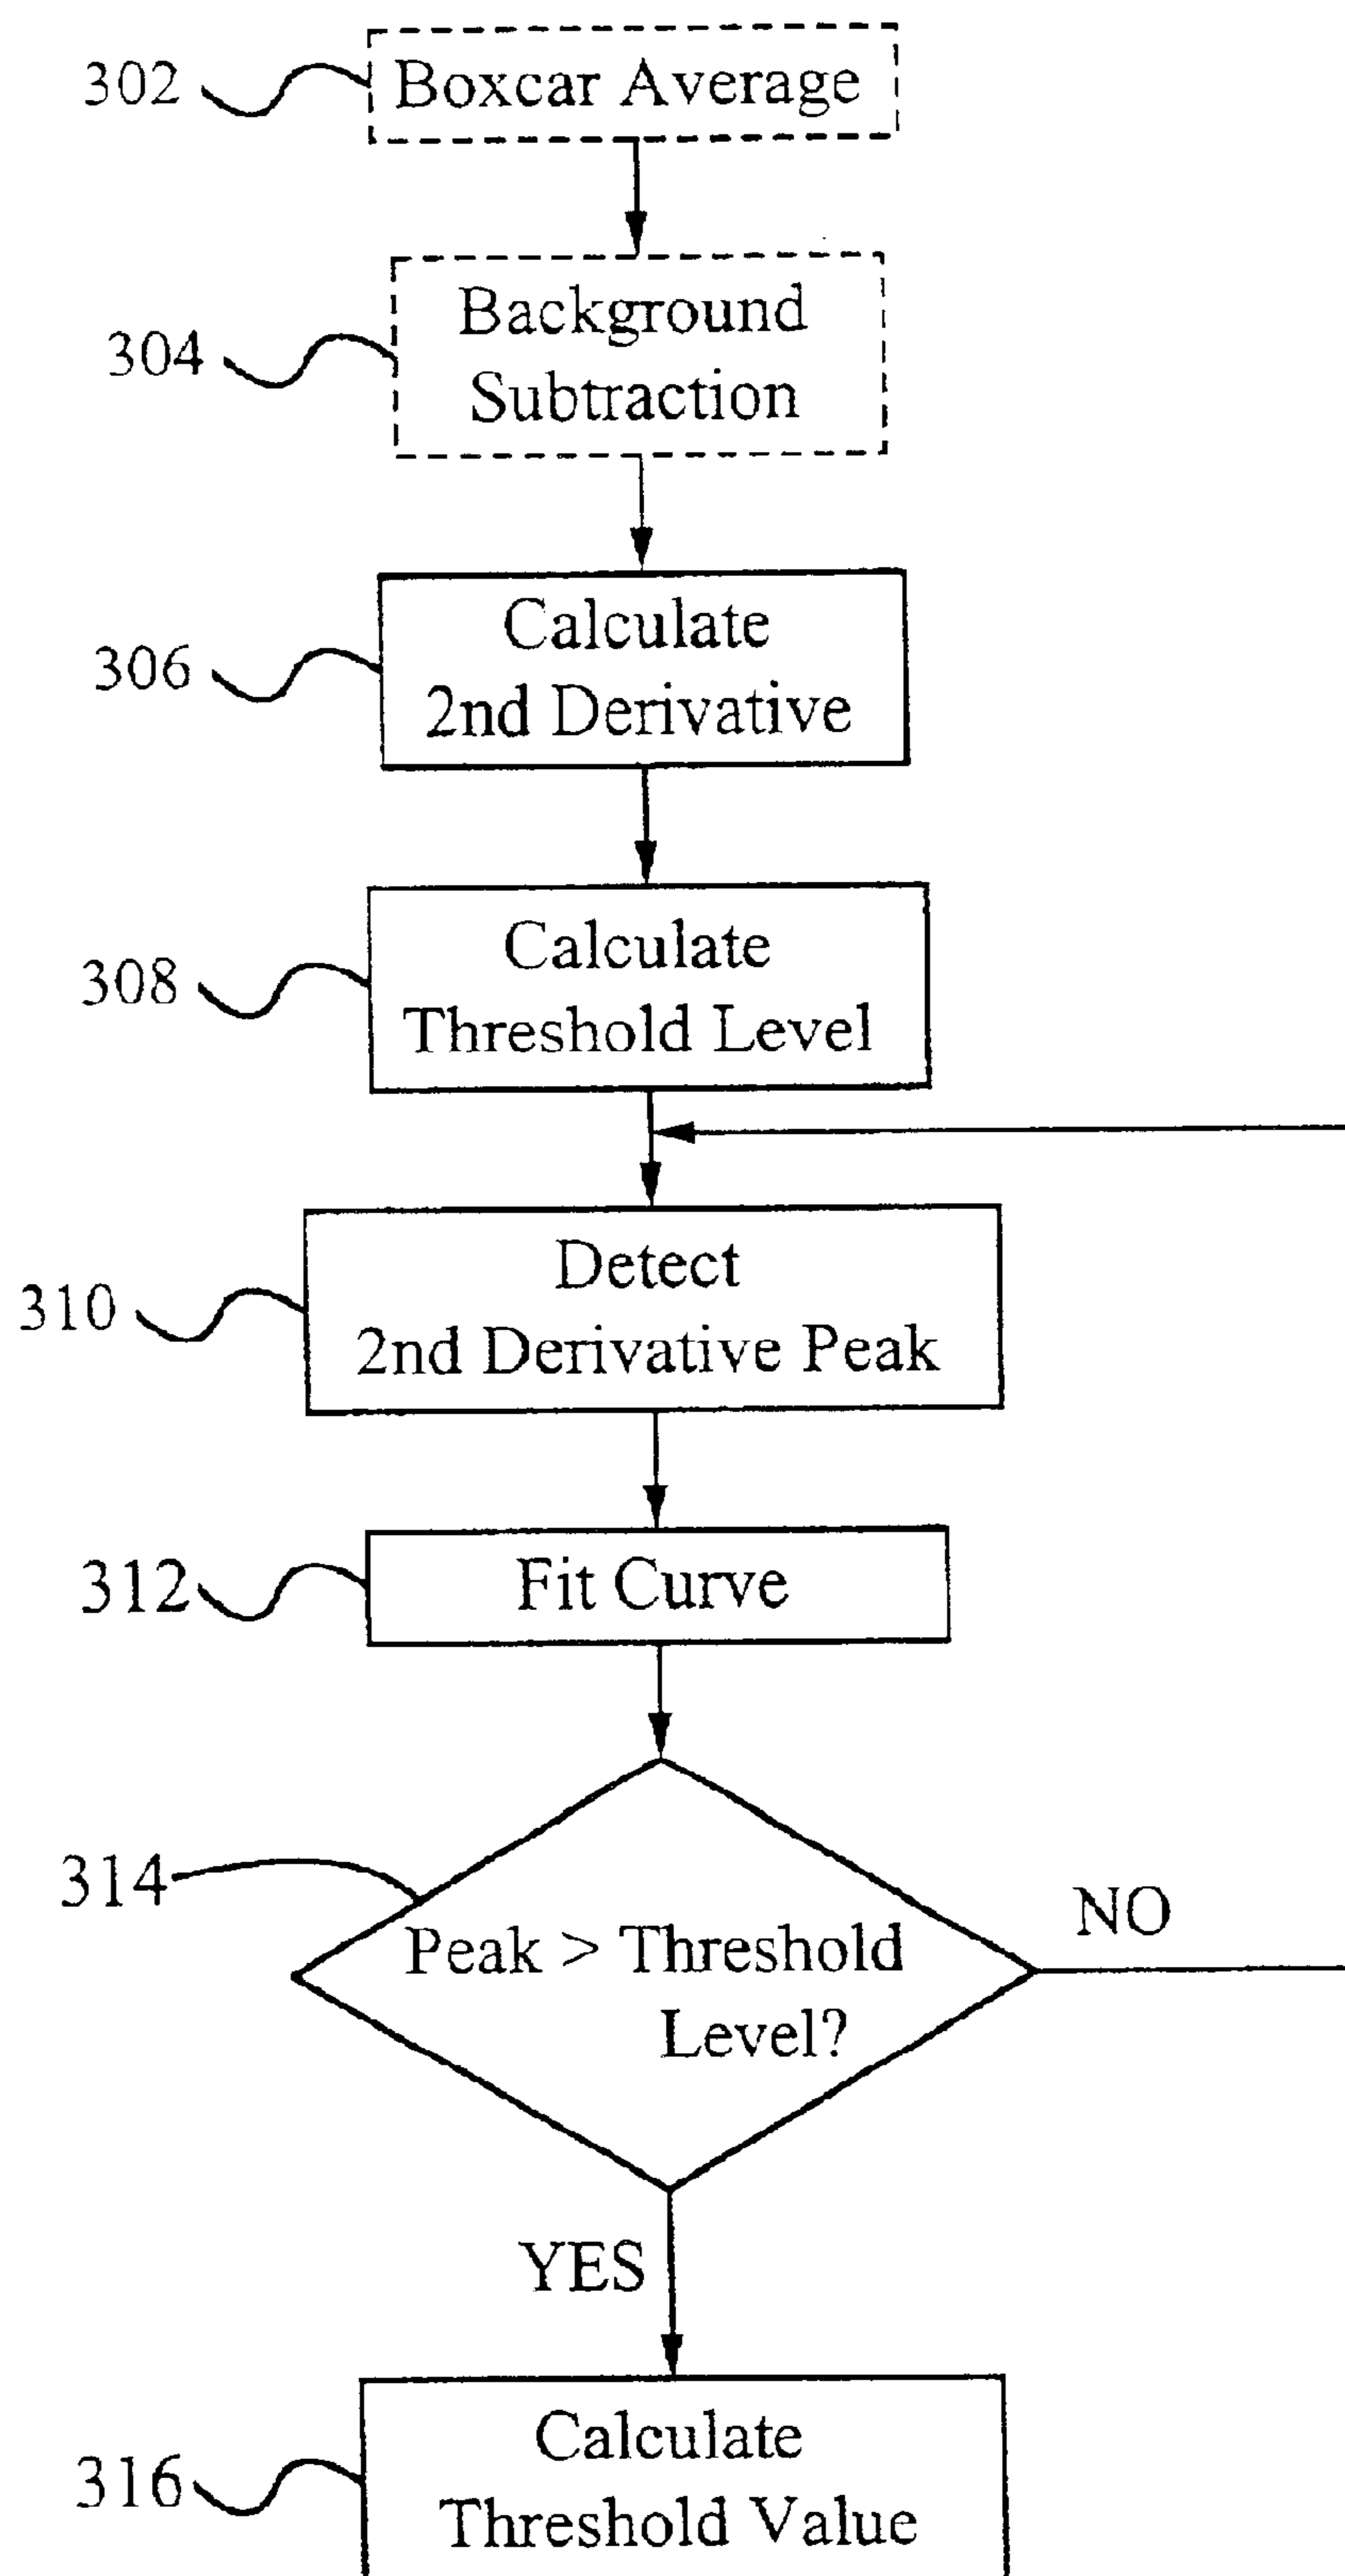 302
Boxcar Average
304
Background
Subtraction
306
Calculate
2nd Derivative
308
Calculate
Threshold Level
310
Detect
2nd Derivative Peak
312
Fit Curve
314
Peak > Threshold
Level?
NO
YES
316
Calculate
Threshold Value